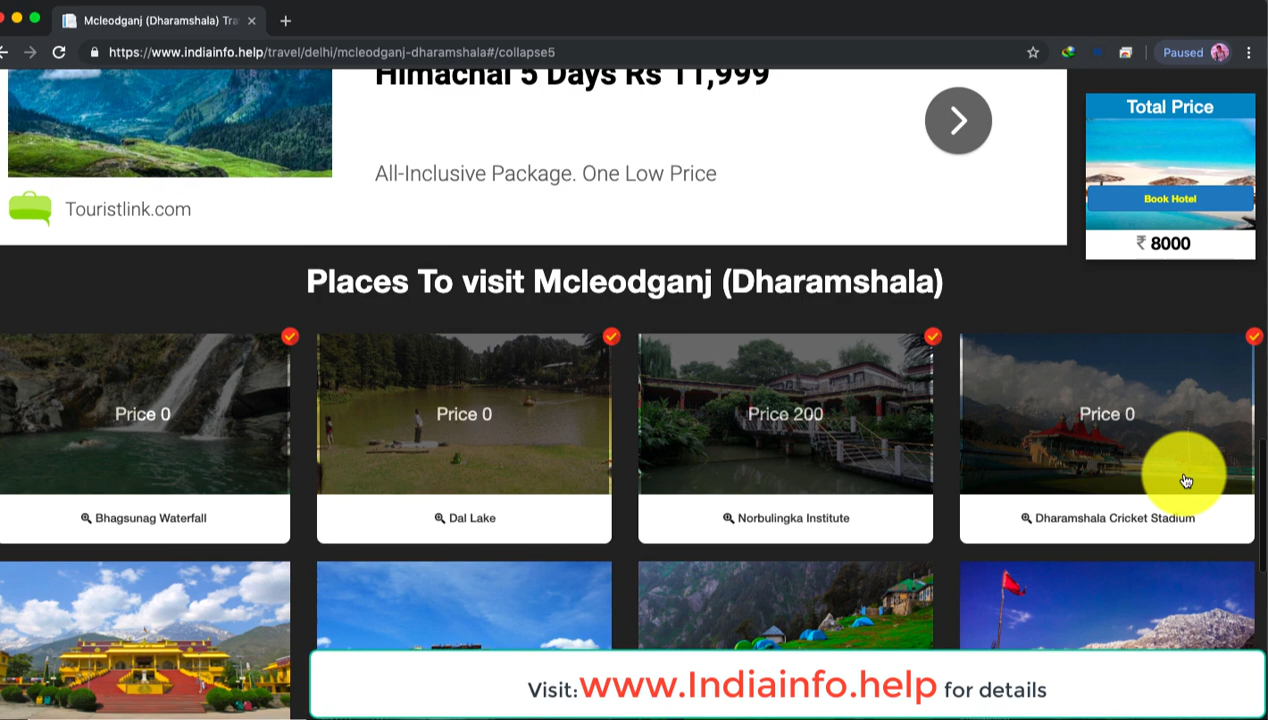 Mcleodganj (Dharamshala) Tra
https://www.indiainfo.help/travel/delhi/mcleodganj-dharamshala#/collapse5
Paused
Himachal 5 Days Rs 11,999
All-Inclusive Package. One Low Price
Touristlink.com
Total Price
Book Hotel
₹ 8000
Places To visit Mcleodganj (Dharamshala)
Price 0
Price 0
Price 200
Price 0
Bhagsunag Waterfall
Dal Lake
Norbulingka Institute
Dharamshala Cricket Stadium
Visit:www.Indiainfo.help for details